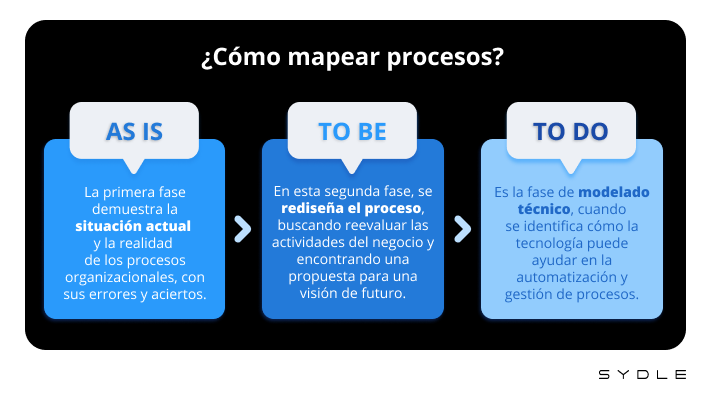 ¿Cómo mapear procesos?
AS IS
La primera fase
demuestra la
situación actual
y la realidad
de los procesos
organizacionales, con
sus errores y aciertos.
TO BE
En esta segunda fase, se
rediseña el proceso,
buscando reevaluar las
actividades del negocio y
encontrando una
propuesta para una
visión de futuro.
TO DO
Es la fase de modelado
técnico, cuando
se identifica cómo la
tecnología puede
ayudar en la
automatización y
gestión de procesos.
SYDLE